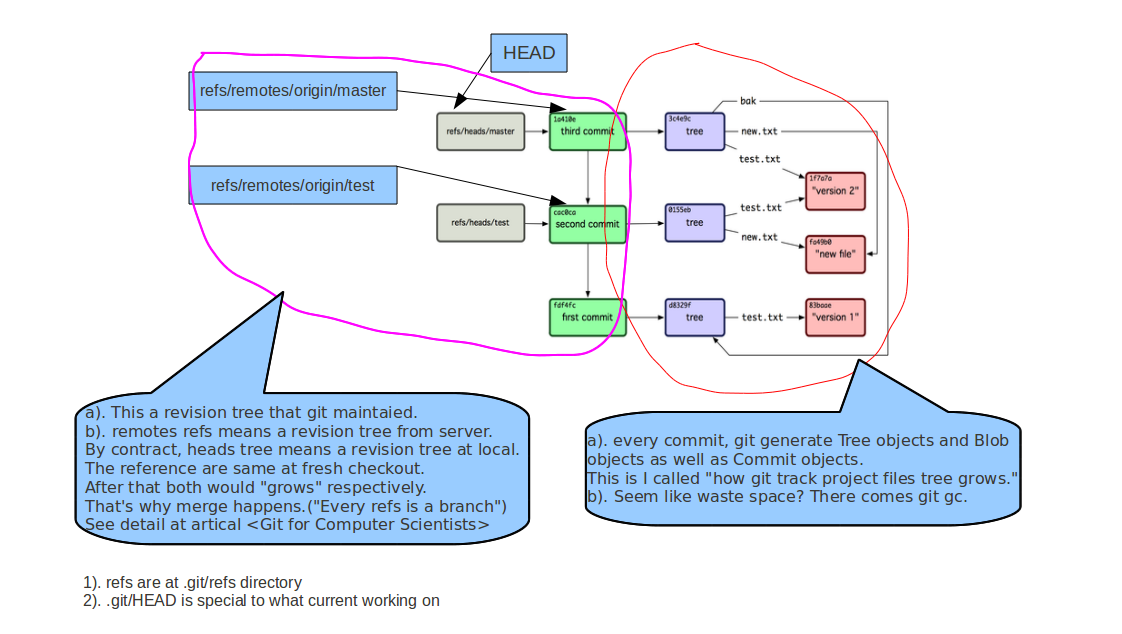 HEAD
refs/remotes/origin/master
bak
1a410e
3c4e9c
refs/heads/master
third commit
tree
new.txt
test.txt
1f7a7a
"version 2"
refs/remotes/origin/test
cac0ca
0155eb
test.txt
refs/heads/test
second commit
tree
new.txt
fa49b0
"new file"
fdf4fc
d8329f
83baae
first commit
tree
test.txt
"version 1"
a). This a revision tree that git maintaied.
b). remotes refs means a revision tree from server.
By contract, heads tree means a revision tree at local.
The reference are same at fresh checkout.
After that both would "grows" respectively.
That's why merge happens.("Every refs is a branch")
See detail at artical <Git for Computer Scientists>
a). every commit, git generate Tree objects and Blob
objects as well as Commit objects.
This is I called "how git track project files tree grows."
b). Seem like waste space? There comes git gc.
1). refs are at .git/refs directory
2). .git/HEAD is special to what current working on